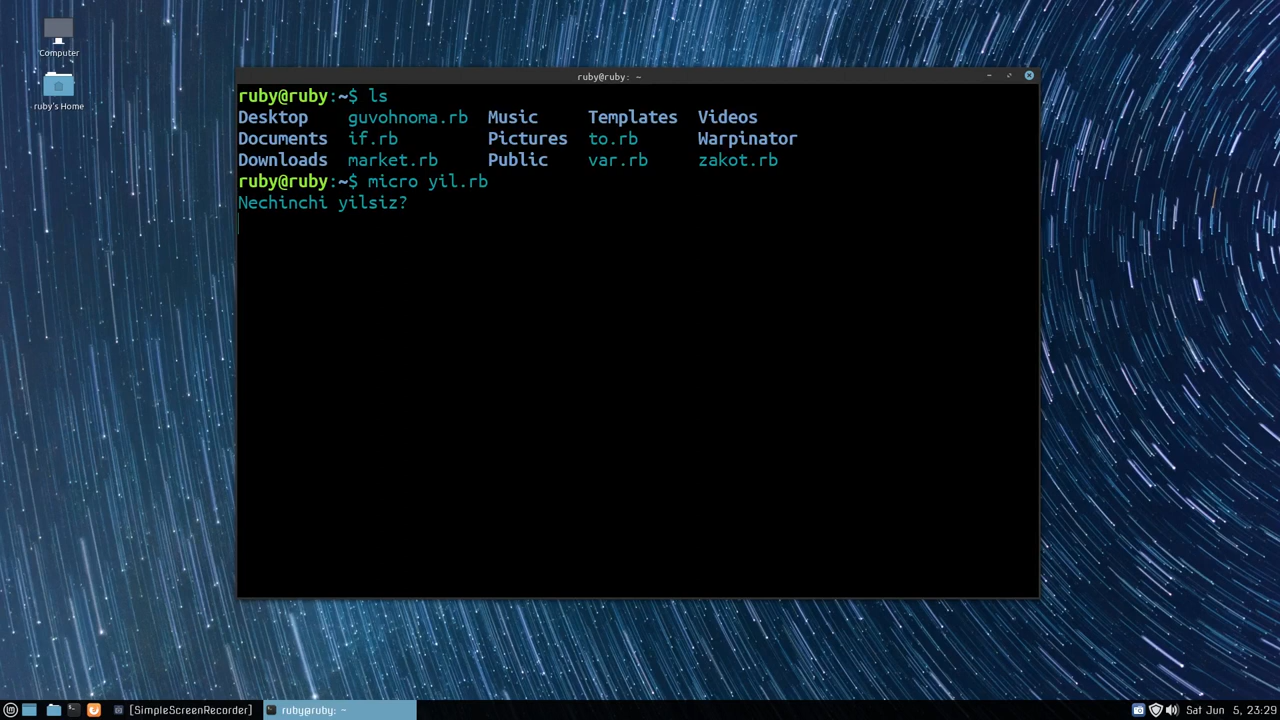 Computer
ruby's Home
ruby@ruby: ~
ruby@ruby:~$ ls
Desktop guvohnoma.rb Music Templates Videos
Documents if.rb Pictures to.rb Warpinator
Downloads market.rb Public var.rb zakot.rb
ruby@ruby:~$ micro yil.rb
Nechinchi yilsiz?
[SimpleScreenRecorder]
ruby@ruby: ~
Sat Jun 5, 23:29